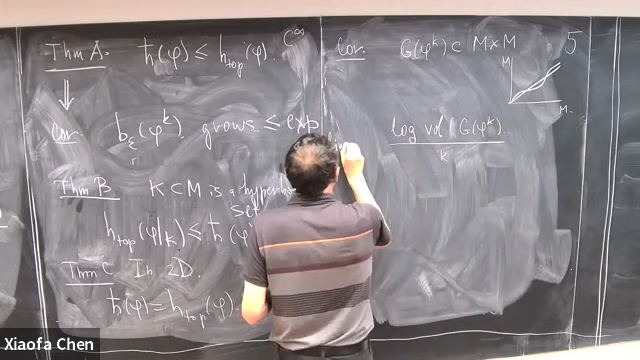 Thm A. ℏ(φ) ≤ h_top(φ). C^∞
⇓
Cor. b_ε(φ^k) grows ≤ exp
Thm B K ⊂ M is a hyperb
set
h_top(φ|_K) ≤ ℏ(φ
Thm C In 2D.
ℏ(φ) = h_top(φ).
Cor. G(φ^k) ⊂ M×M
5
M
M
log vol(G(φ^k))
k
Xiaofa Chen